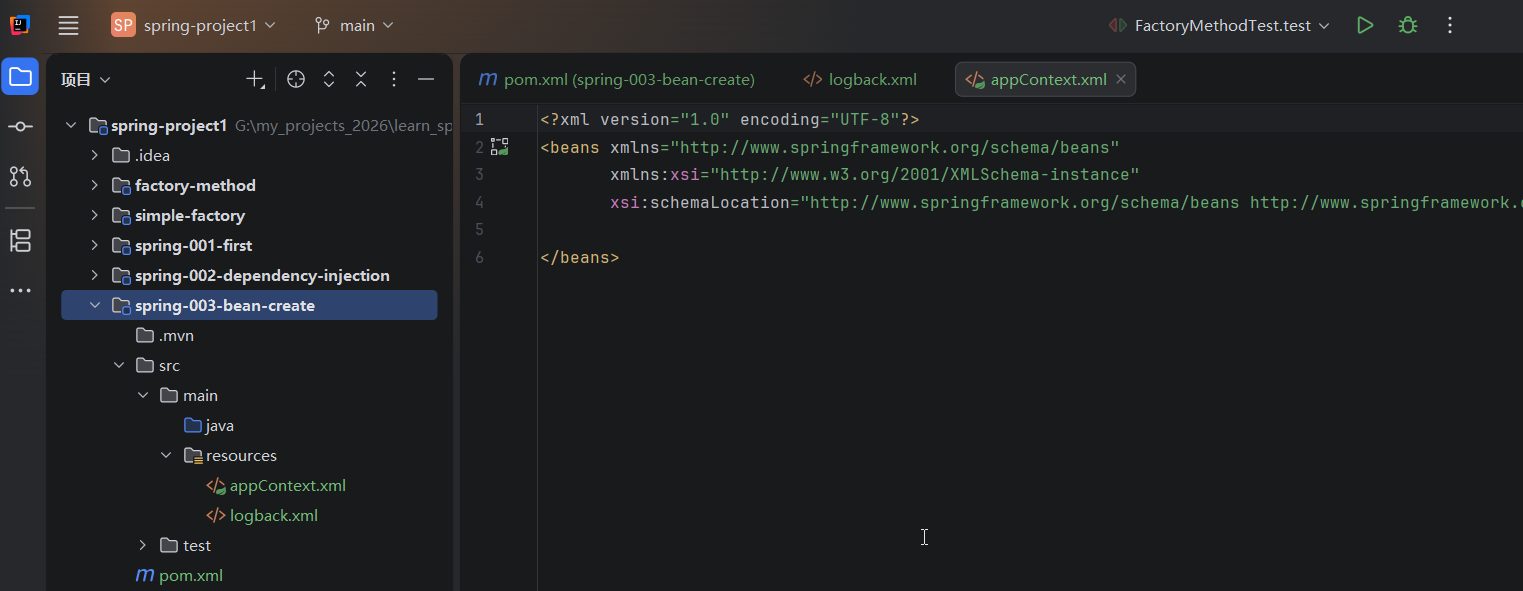 SP spring-project1 main FactoryMethodTest.test
项目
pom.xml (spring-003-bean-create) logback.xml appContext.xml
spring-project1 G:\my_projects_2026\learn_sp
.idea
factory-method
simple-factory
spring-001-first
spring-002-dependency-injection
spring-003-bean-create
.mvn
src
main
java
resources
appContext.xml
logback.xml
test
pom.xml
1 <?xml version="1.0" encoding="UTF-8"?>
2 <beans xmlns="http://www.springframework.org/schema/beans"
3 xmlns:xsi="http://www.w3.org/2001/XMLSchema-instance"
4 xsi:schemaLocation="http://www.springframework.org/schema/beans http://www.springframework.
5
6 </beans>